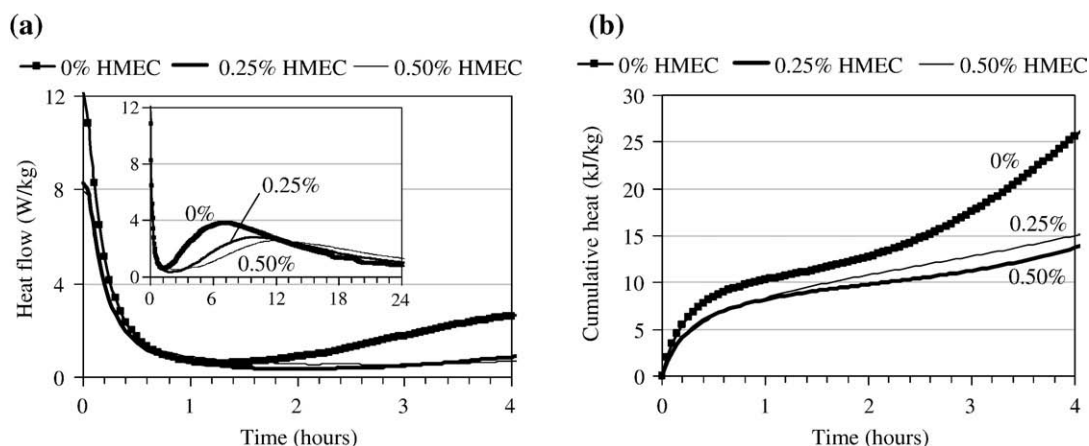 (a)
0% HMEC 0.25% HMEC 0.50% HMEC
12
8
4
0
Heat flow (W/kg)
0 1 2 3 4
Time (hours)
12
8
4
0
0 6 12 18 24
0%
0.25%
0.50%
(b)
0% HMEC 0.25% HMEC 0.50% HMEC
30
25
20
15
10
5
0
Cumulative heat (kJ/kg)
0%
0.25%
0.50%
0 1 2 3 4
Time (hours)